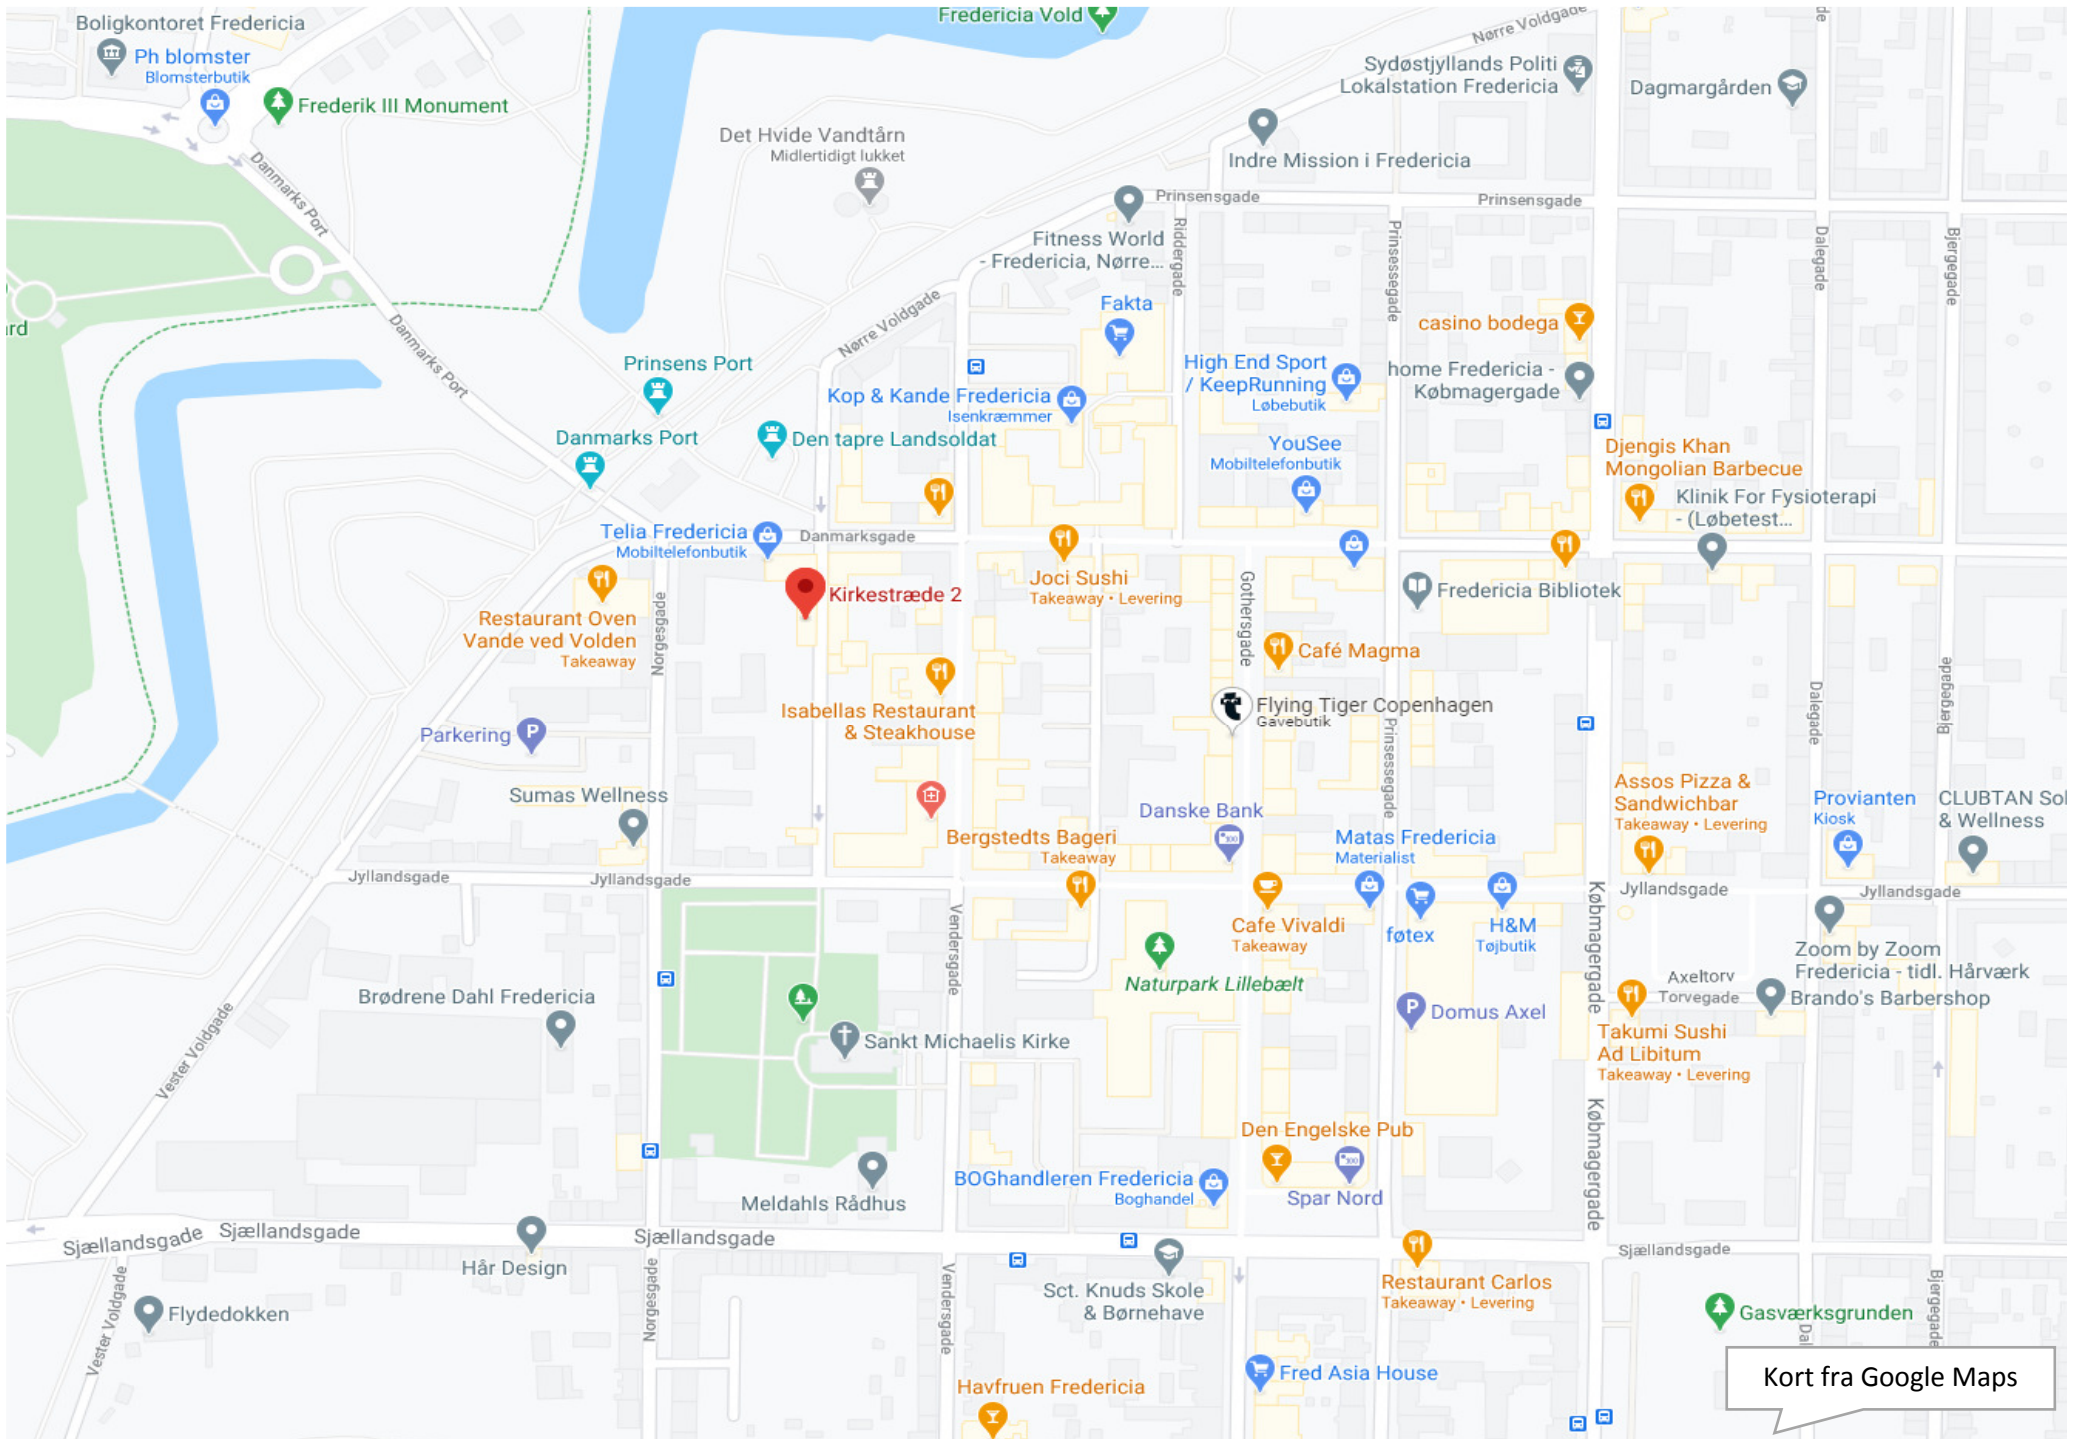 Fredericia Vold
Nørre Voldgade
de
Boligkontoret Fredericia
Ph blomster
Blomsterbutik
Frederik III Monument
Sydøstjyllands Politi
Lokalstation Fredericia
Dagmargården
Det Hvide Vandtårn
Midlertidigt lukket
Indre Mission i Fredericia
Danmarks Port
Prinsensgade
Prinsensgade
Riddergade
Prinsessegade
Dalegade
Bjergegade
Fitness World
- Fredericia, Nørre...
Fakta
Nørre Voldgade
casino bodega
rd
Danmarks Port
Prinsens Port
High End Sport
/ KeepRunning
Løbebutik
home Fredericia -
Købmagergade
Kop & Kande Fredericia
Isenkræmmer
Danmarks Port
Den tapre Landsoldat
YouSee
Mobiltelefonbutik
Djengis Khan
Mongolian Barbecue
Klinik For Fysioterapi
- (Løbetest...
Telia Fredericia
Mobiltelefonbutik
Danmarksgade
Joci Sushi
Takeaway • Levering
Gothersgade
Fredericia Bibliotek
Kirkestræde 2
Restaurant Oven
Vande ved Volden
Takeaway
Norgesgade
Café Magma
Isabellas Restaurant
& Steakhouse
Flying Tiger Copenhagen
Gavebutik
Prinsessegade
Dalegade
Bjergegade
Parkering
Sumas Wellness
Assos Pizza &
Sandwichbar
Takeaway • Levering
Provianten
Kiosk
CLUBTAN Sol
& Wellness
Danske Bank
Bergstedts Bageri
Takeaway
Matas Fredericia
Materialist
Jyllandsgade
Jyllandsgade
Jyllandsgade
Jyllandsgade
Vendersgade
Købmagergade
Cafe Vivaldi
Takeaway
føtex
H&M
Tøjbutik
Zoom by Zoom
Fredericia - tidl. Hårværk
Naturpark Lillebælt
Axeltorv
Torvegade
Brando's Barbershop
Brødrene Dahl Fredericia
Domus Axel
Vester Voldgade
Sankt Michaelis Kirke
Takumi Sushi
Ad Libitum
Takeaway • Levering
Købmagergade
Den Engelske Pub
BOGhandleren Fredericia
Boghandel
Spar Nord
Meldahls Rådhus
Sjællandsgade
Sjællandsgade
Sjællandsgade
Sjællandsgade
Hår Design
Vester Voldgade
Norgesgade
Vendersgade
Sct. Knuds Skole
& Børnehave
Restaurant Carlos
Takeaway • Levering
Bjergegade
Flydedokken
Gasværksgrunden
Dal
Fred Asia House
Havfruen Fredericia
Kort fra Google Maps